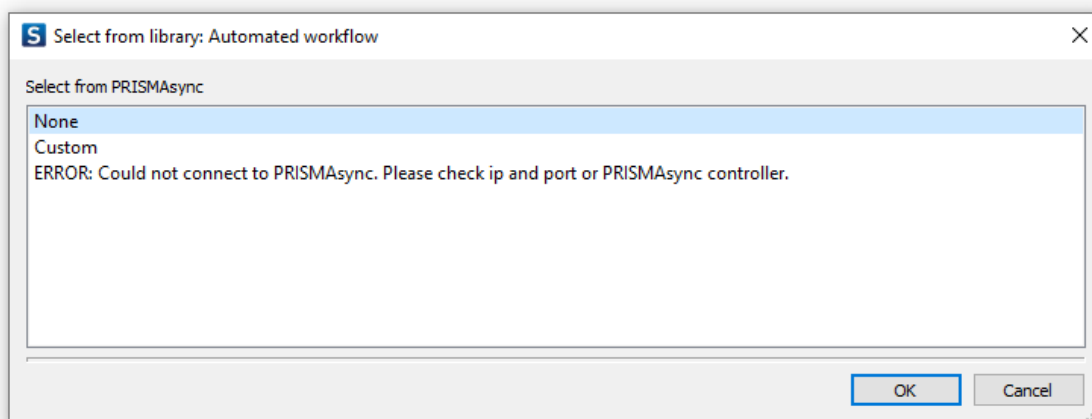 S Select from library: Automated workflow
Select from PRISMAsync
None
Custom
ERROR: Could not connect to PRISMAsync. Please check ip and port or PRISMAsync controller.
OK Cancel